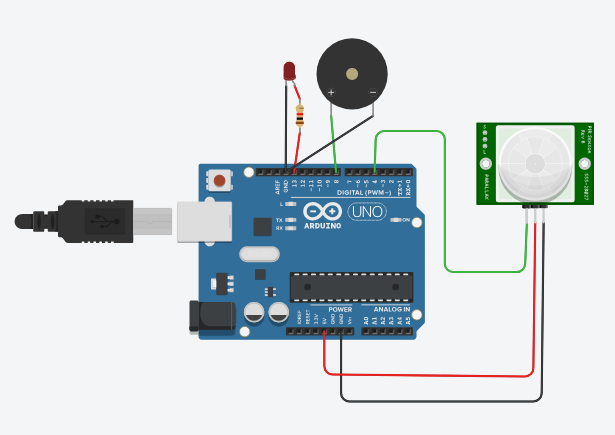 +
−
PIR Sensor
Rev B
PARALLAX
555-28027
AREF
GND
13
12
~11
~10
~9
8
7
~6
~5
4
~3
2
TX→1
RX←0
DIGITAL (PWM ~)
L
TX
RX
UNO
ARDUINO
ON
POWER
ANALOG IN
IOREF
RESET
3.3V
5V
GND
GND
Vin
A0
A1
A2
A3
A4
A5